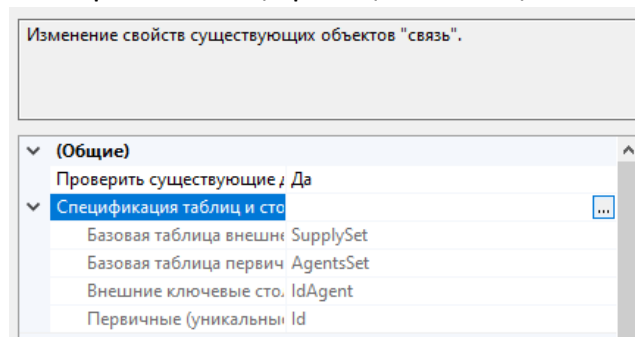 Изменение свойств существующих объектов "связь".
(Общие)
Проверить существующие Да
Спецификация таблиц и сто
Базовая таблица внешне SupplySet
Базовая таблица первич AgentsSet
Внешние ключевые сто. IdAgent
Первичные (уникальны Id